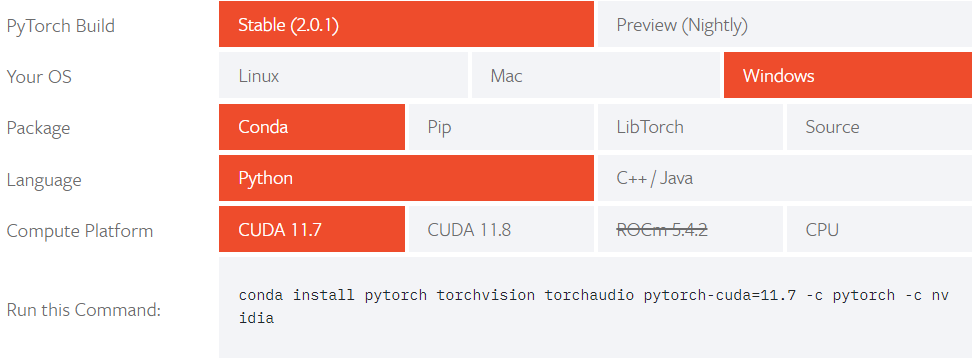 PyTorch Build Stable (2.0.1) Preview (Nightly)
Your OS Linux Mac Windows
Package Conda Pip LibTorch Source
Language Python C++ / Java
Compute Platform CUDA 11.7 CUDA 11.8 ROCm 5.4.2 CPU
Run this Command: conda install pytorch torchvision torchaudio pytorch-cuda=11.7 -c pytorch -c nv
idia